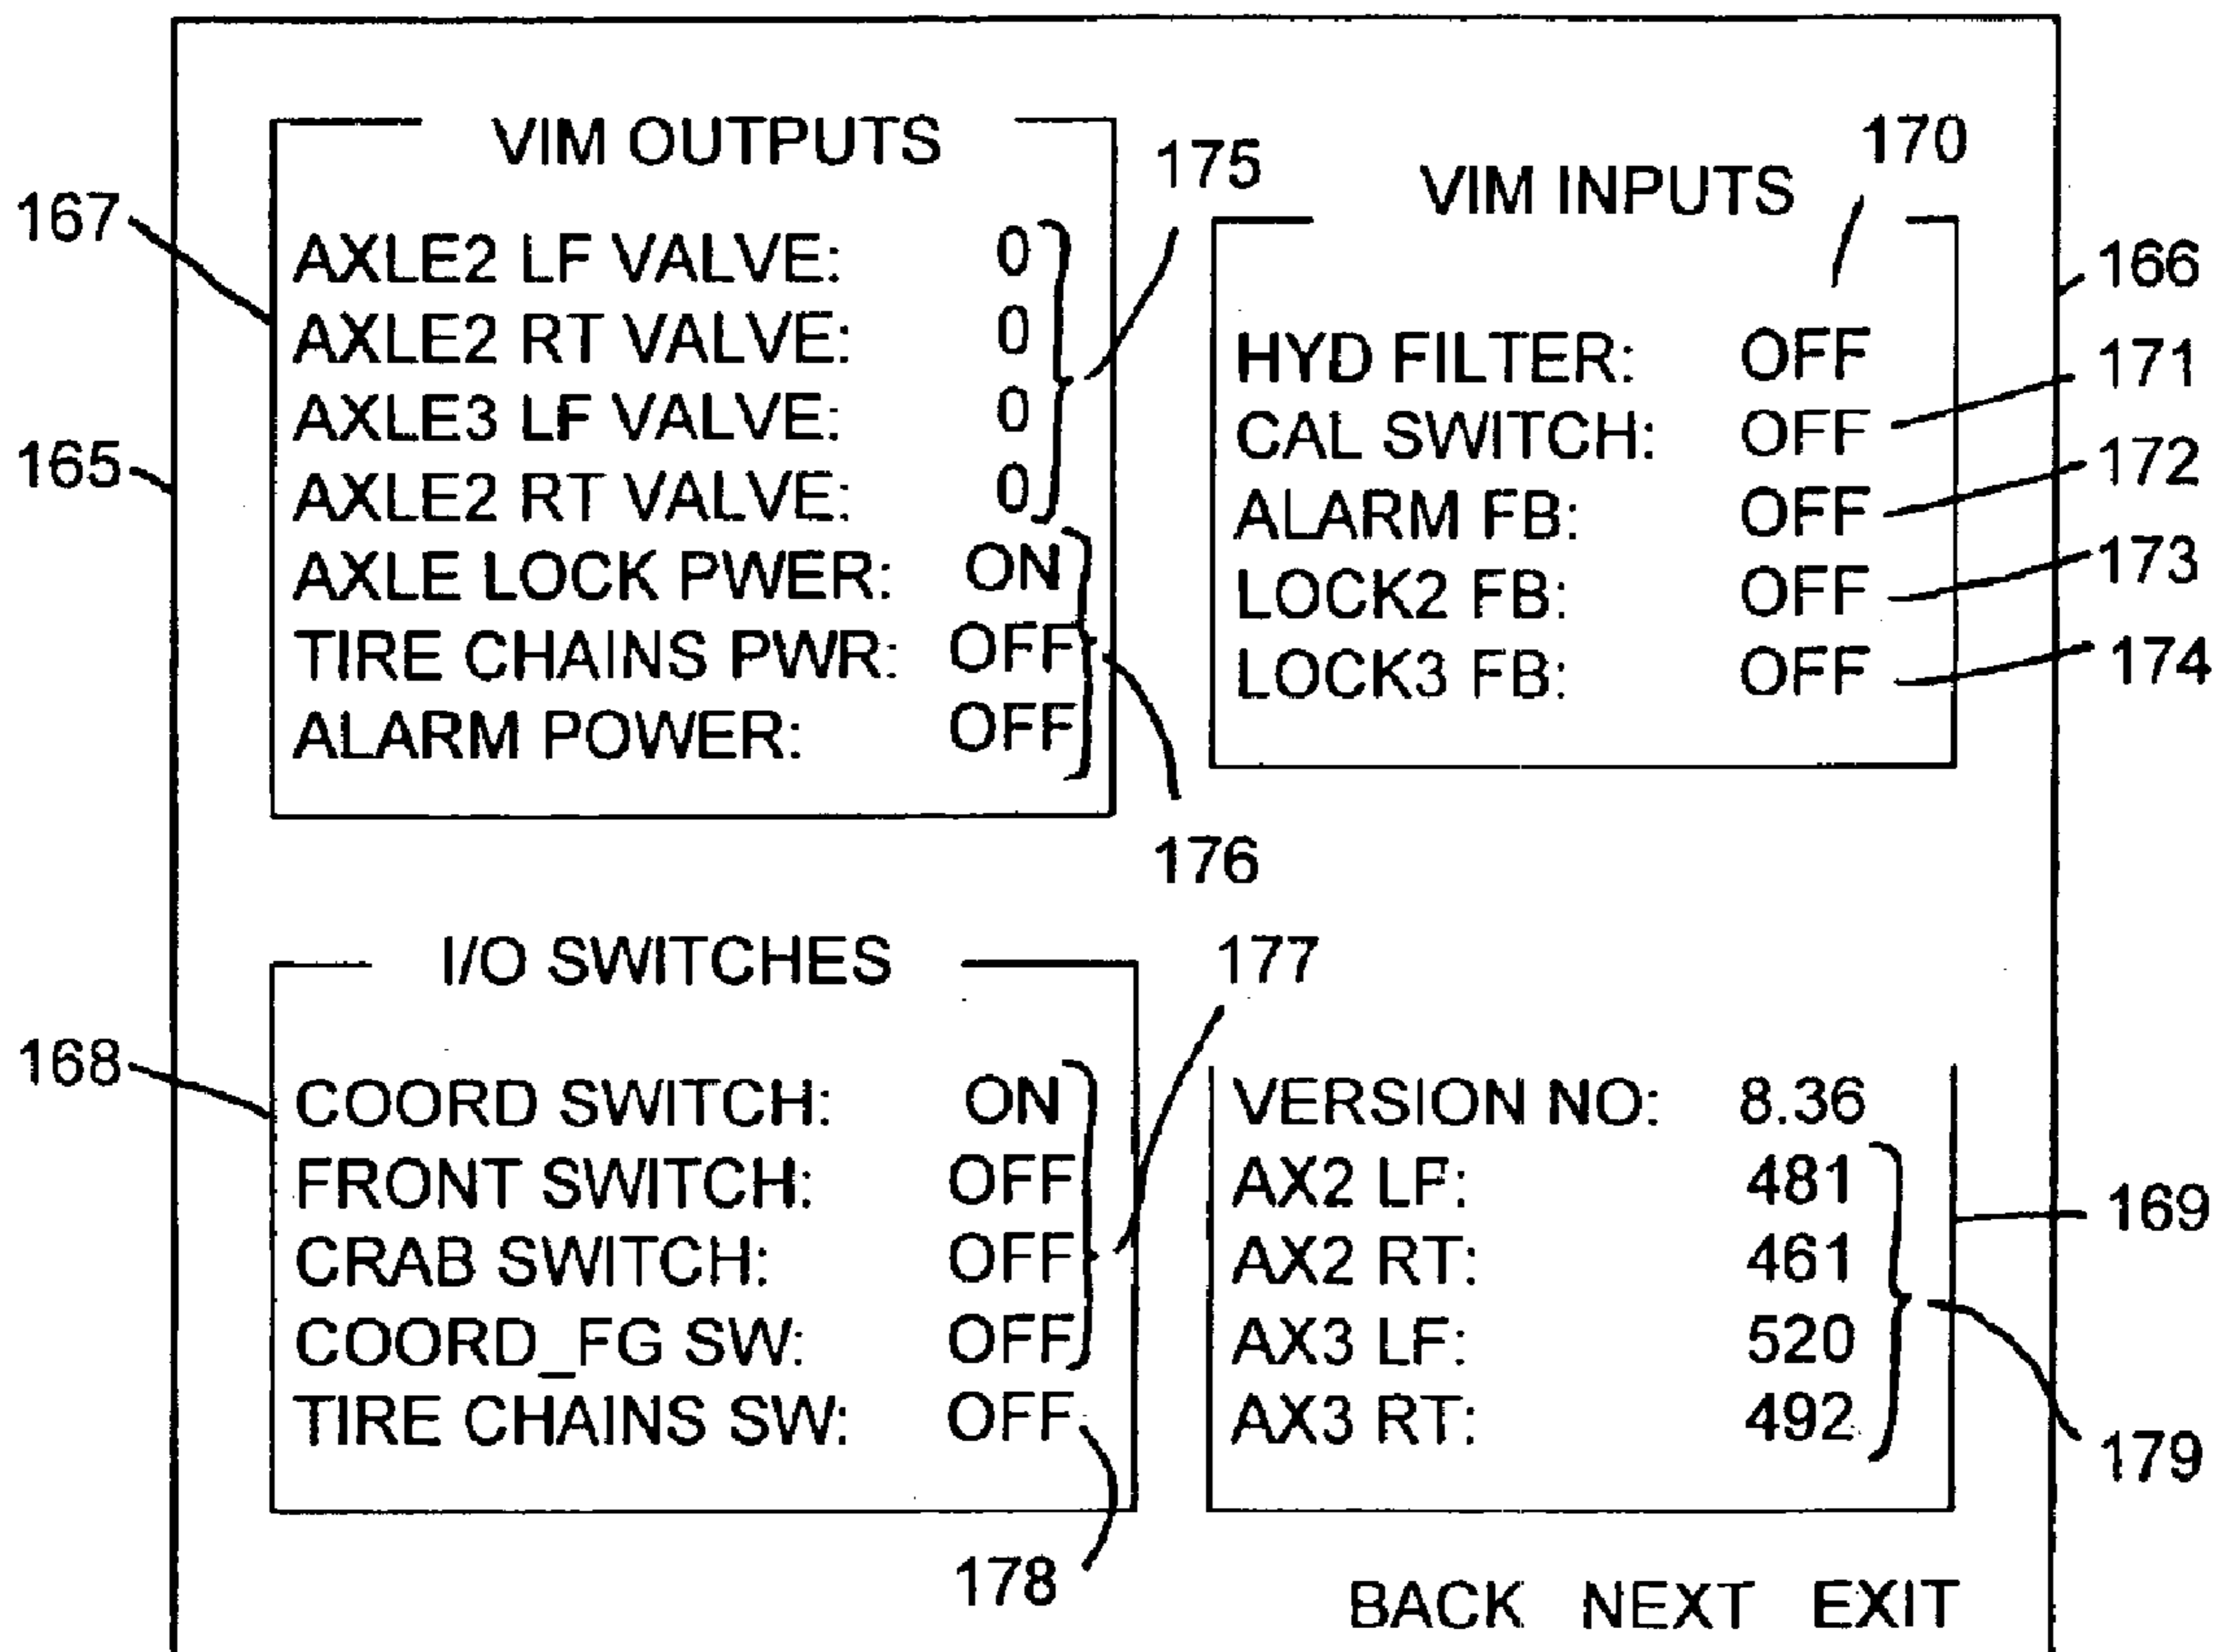 VIM OUTPUTS
AXLE2 LF VALVE: 0
AXLE2 RT VALVE: 0
AXLE3 LF VALVE: 0
AXLE2 RT VALVE: 0
AXLE LOCK PWER: ON
TIRE CHAINS PWR: OFF
ALARM POWER: OFF
167
165
175
176
VIM INPUTS
170
HYD FILTER: OFF
CAL SWITCH: OFF
ALARM FB: OFF
LOCK2 FB: OFF
LOCK3 FB: OFF
166
171
172
173
174
I/O SWITCHES
COORD SWITCH: ON
FRONT SWITCH: OFF
CRAB SWITCH: OFF
COORD_FG SW: OFF
TIRE CHAINS SW: OFF
168
177
178
VERSION NO: 8.36
AX2 LF: 481
AX2 RT: 461
AX3 LF: 520
AX3 RT: 492
169
179
BACK NEXT EXIT